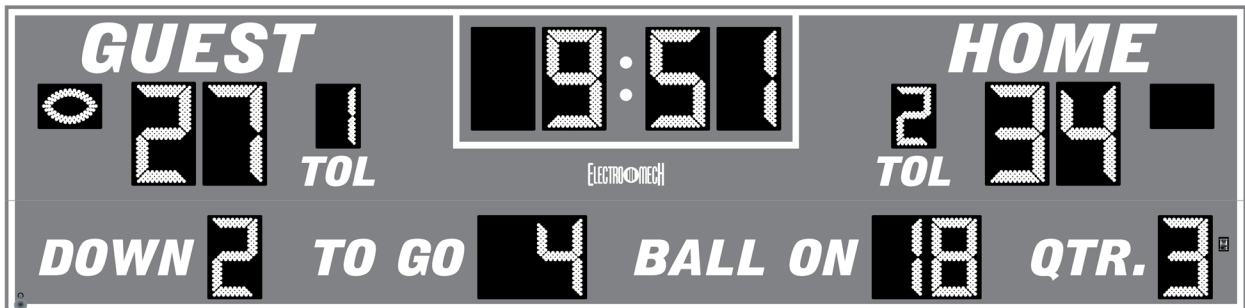 GUEST 9:51 HOME
27 1 2 34
TOL ELECTRO MECH TOL
DOWN 2 TO GO 4 BALL ON 18 QTR. 3